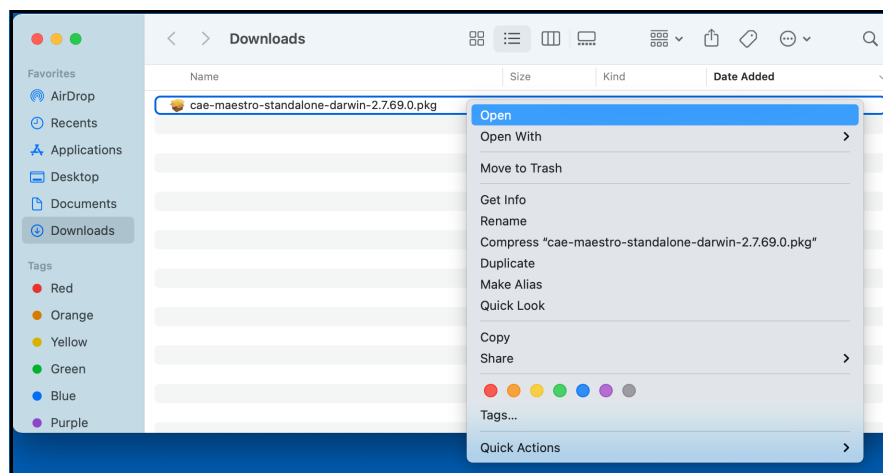 Downloads
Favorites
AirDrop
Recents
Applications
Desktop
Documents
Downloads
Tags
Red
Orange
Yellow
Green
Blue
Purple
Name Size Kind Date Added
cae-maestro-standalone-darwin-2.7.69.0.pkg
Open
Open With
Move to Trash
Get Info
Rename
Compress “cae-maestro-standalone-darwin-2.7.69.0.pkg”
Duplicate
Make Alias
Quick Look
Copy
Share
Tags...
Quick Actions